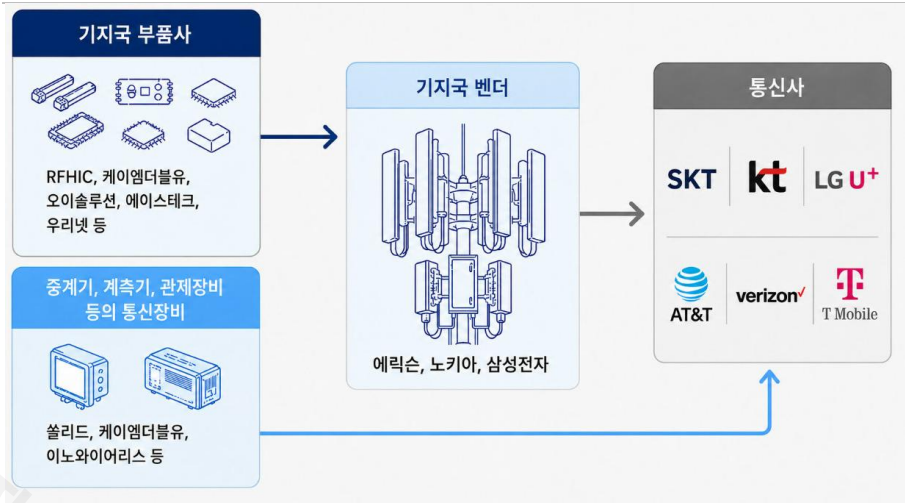 기지국 부품사
RFHIC, 케이엠더블유,
오이솔루션, 에이스테크,
우리넷 등
중계기, 계측기, 관제장비
등의 통신장비
쏠리드, 케이엠더블유,
이노와이어리스 등
기지국 벤더
에릭슨, 노키아, 삼성전자
통신사
SKT
kt
LG U+
AT&T
verizon✓
T
T Mobile